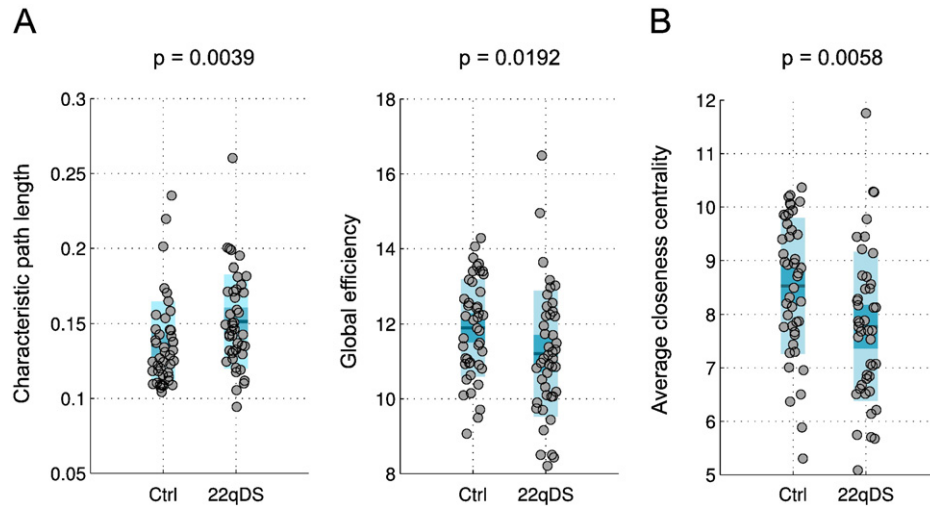 A
p = 0.0039
Characteristic path length
0.3
0.25
0.2
0.15
0.1
0.05
Ctrl 22qDS
p = 0.0192
Global efficiency
18
16
14
12
10
8
Ctrl 22qDS
B
p = 0.0058
Average closeness centrality
12
11
10
9
8
7
6
5
Ctrl 22qDS